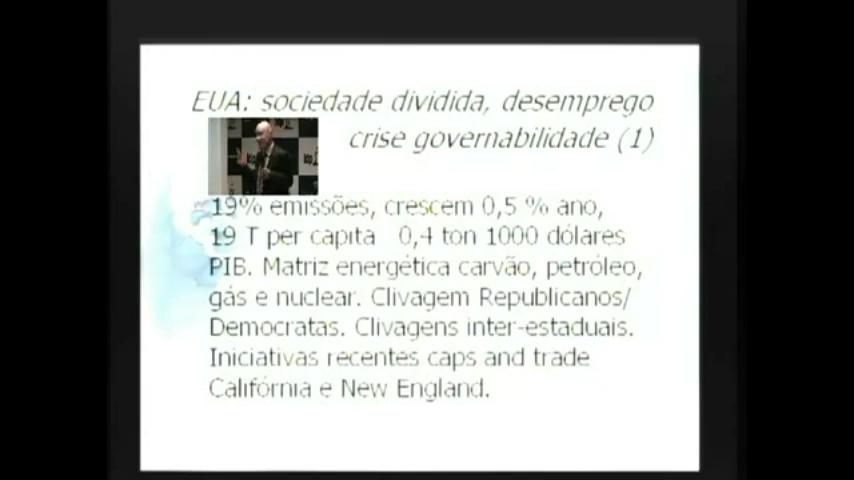 EUA: sociedade dividida, desemprego
crise governabilidade (1)
19% emissões, crescem 0,5 % ano,
19 T per capita 0,4 ton 1000 dólares
PIB. Matriz energética carvão, petróleo,
gás e nuclear. Clivagem Republicanos/
Democratas. Clivagens inter-estaduais.
Iniciativas recentes caps and trade
Califórnia e New England.